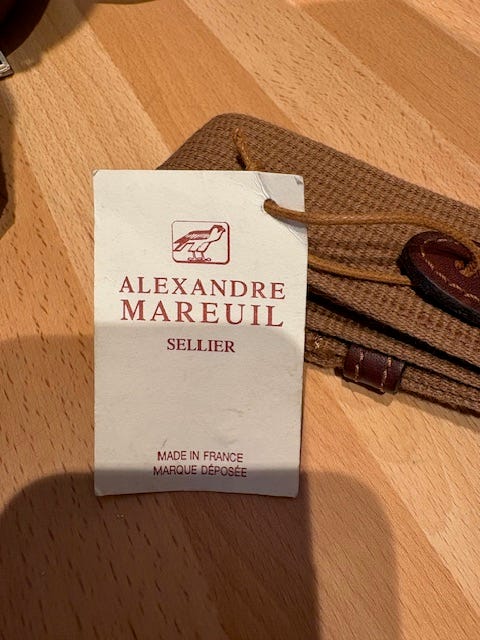 ALEXANDRE
MAREUIL
SELLIER
MADE IN FRANCE
MARQUE DÉPOSÉE